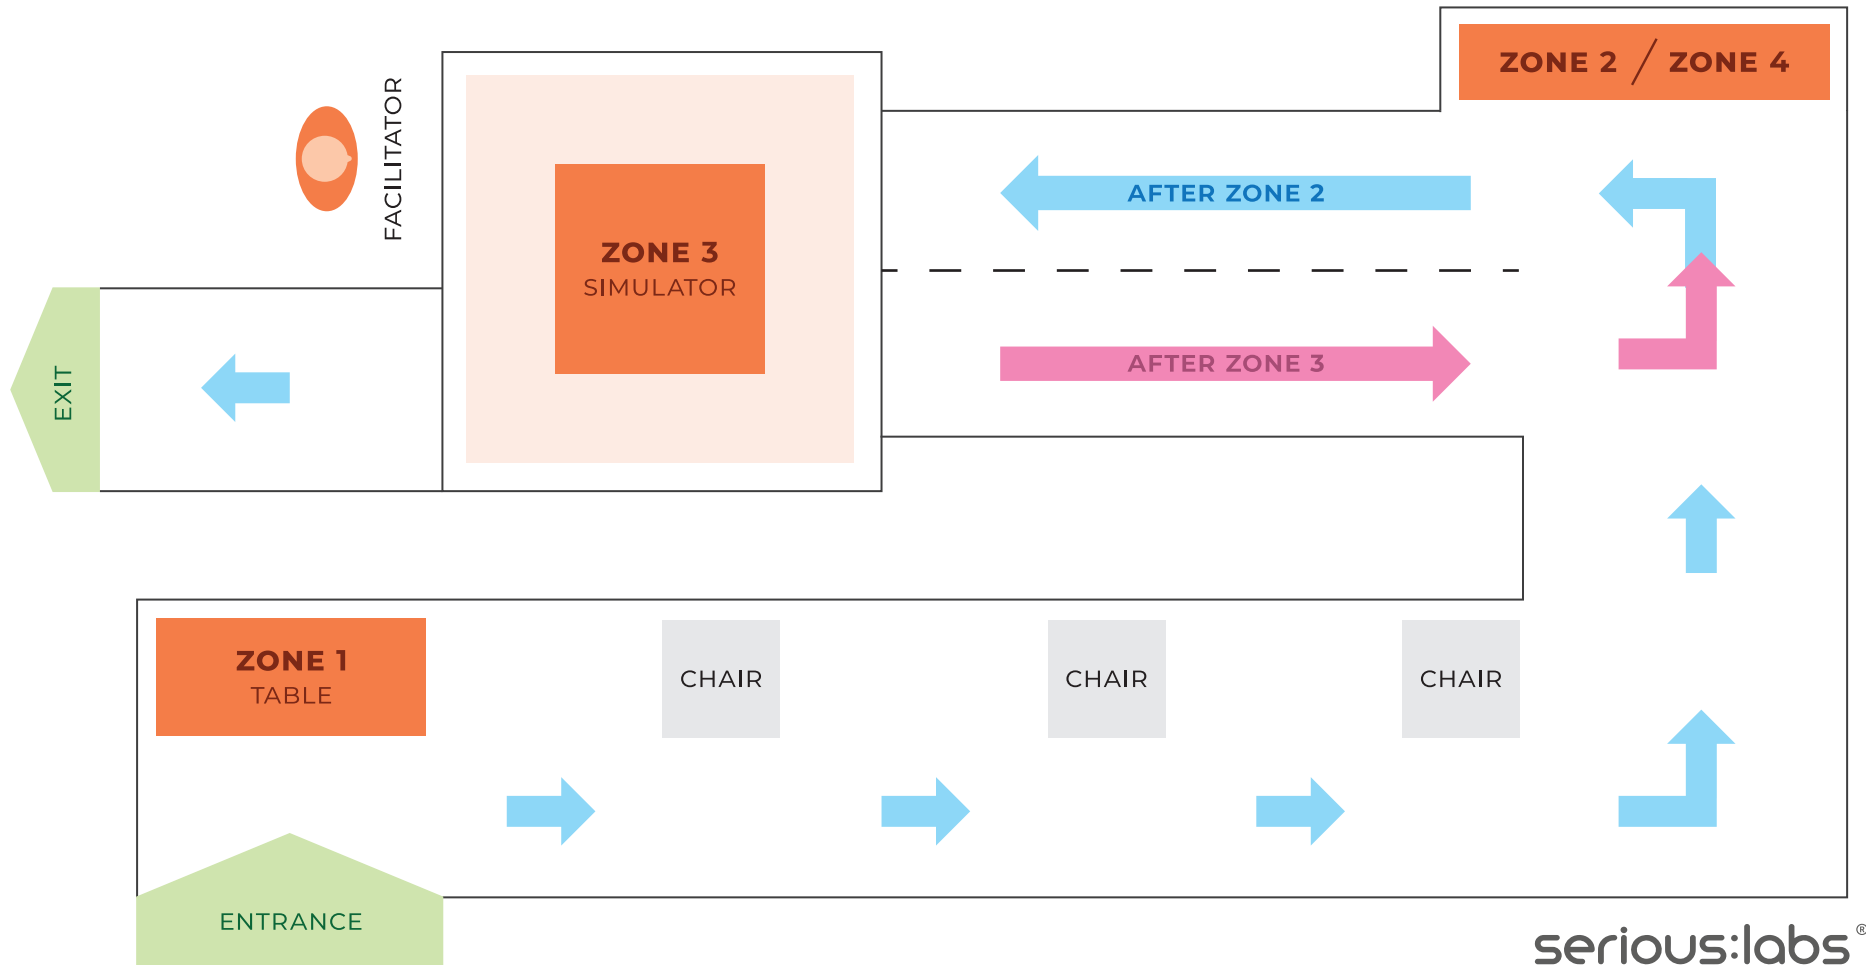 ZONE 2 / ZONE 4
FACILITATOR
AFTER ZONE 2
ZONE 3
SIMULATOR
AFTER ZONE 3
EXIT
ZONE 1
TABLE
CHAIR
CHAIR
CHAIR
ENTRANCE
serious:labs®